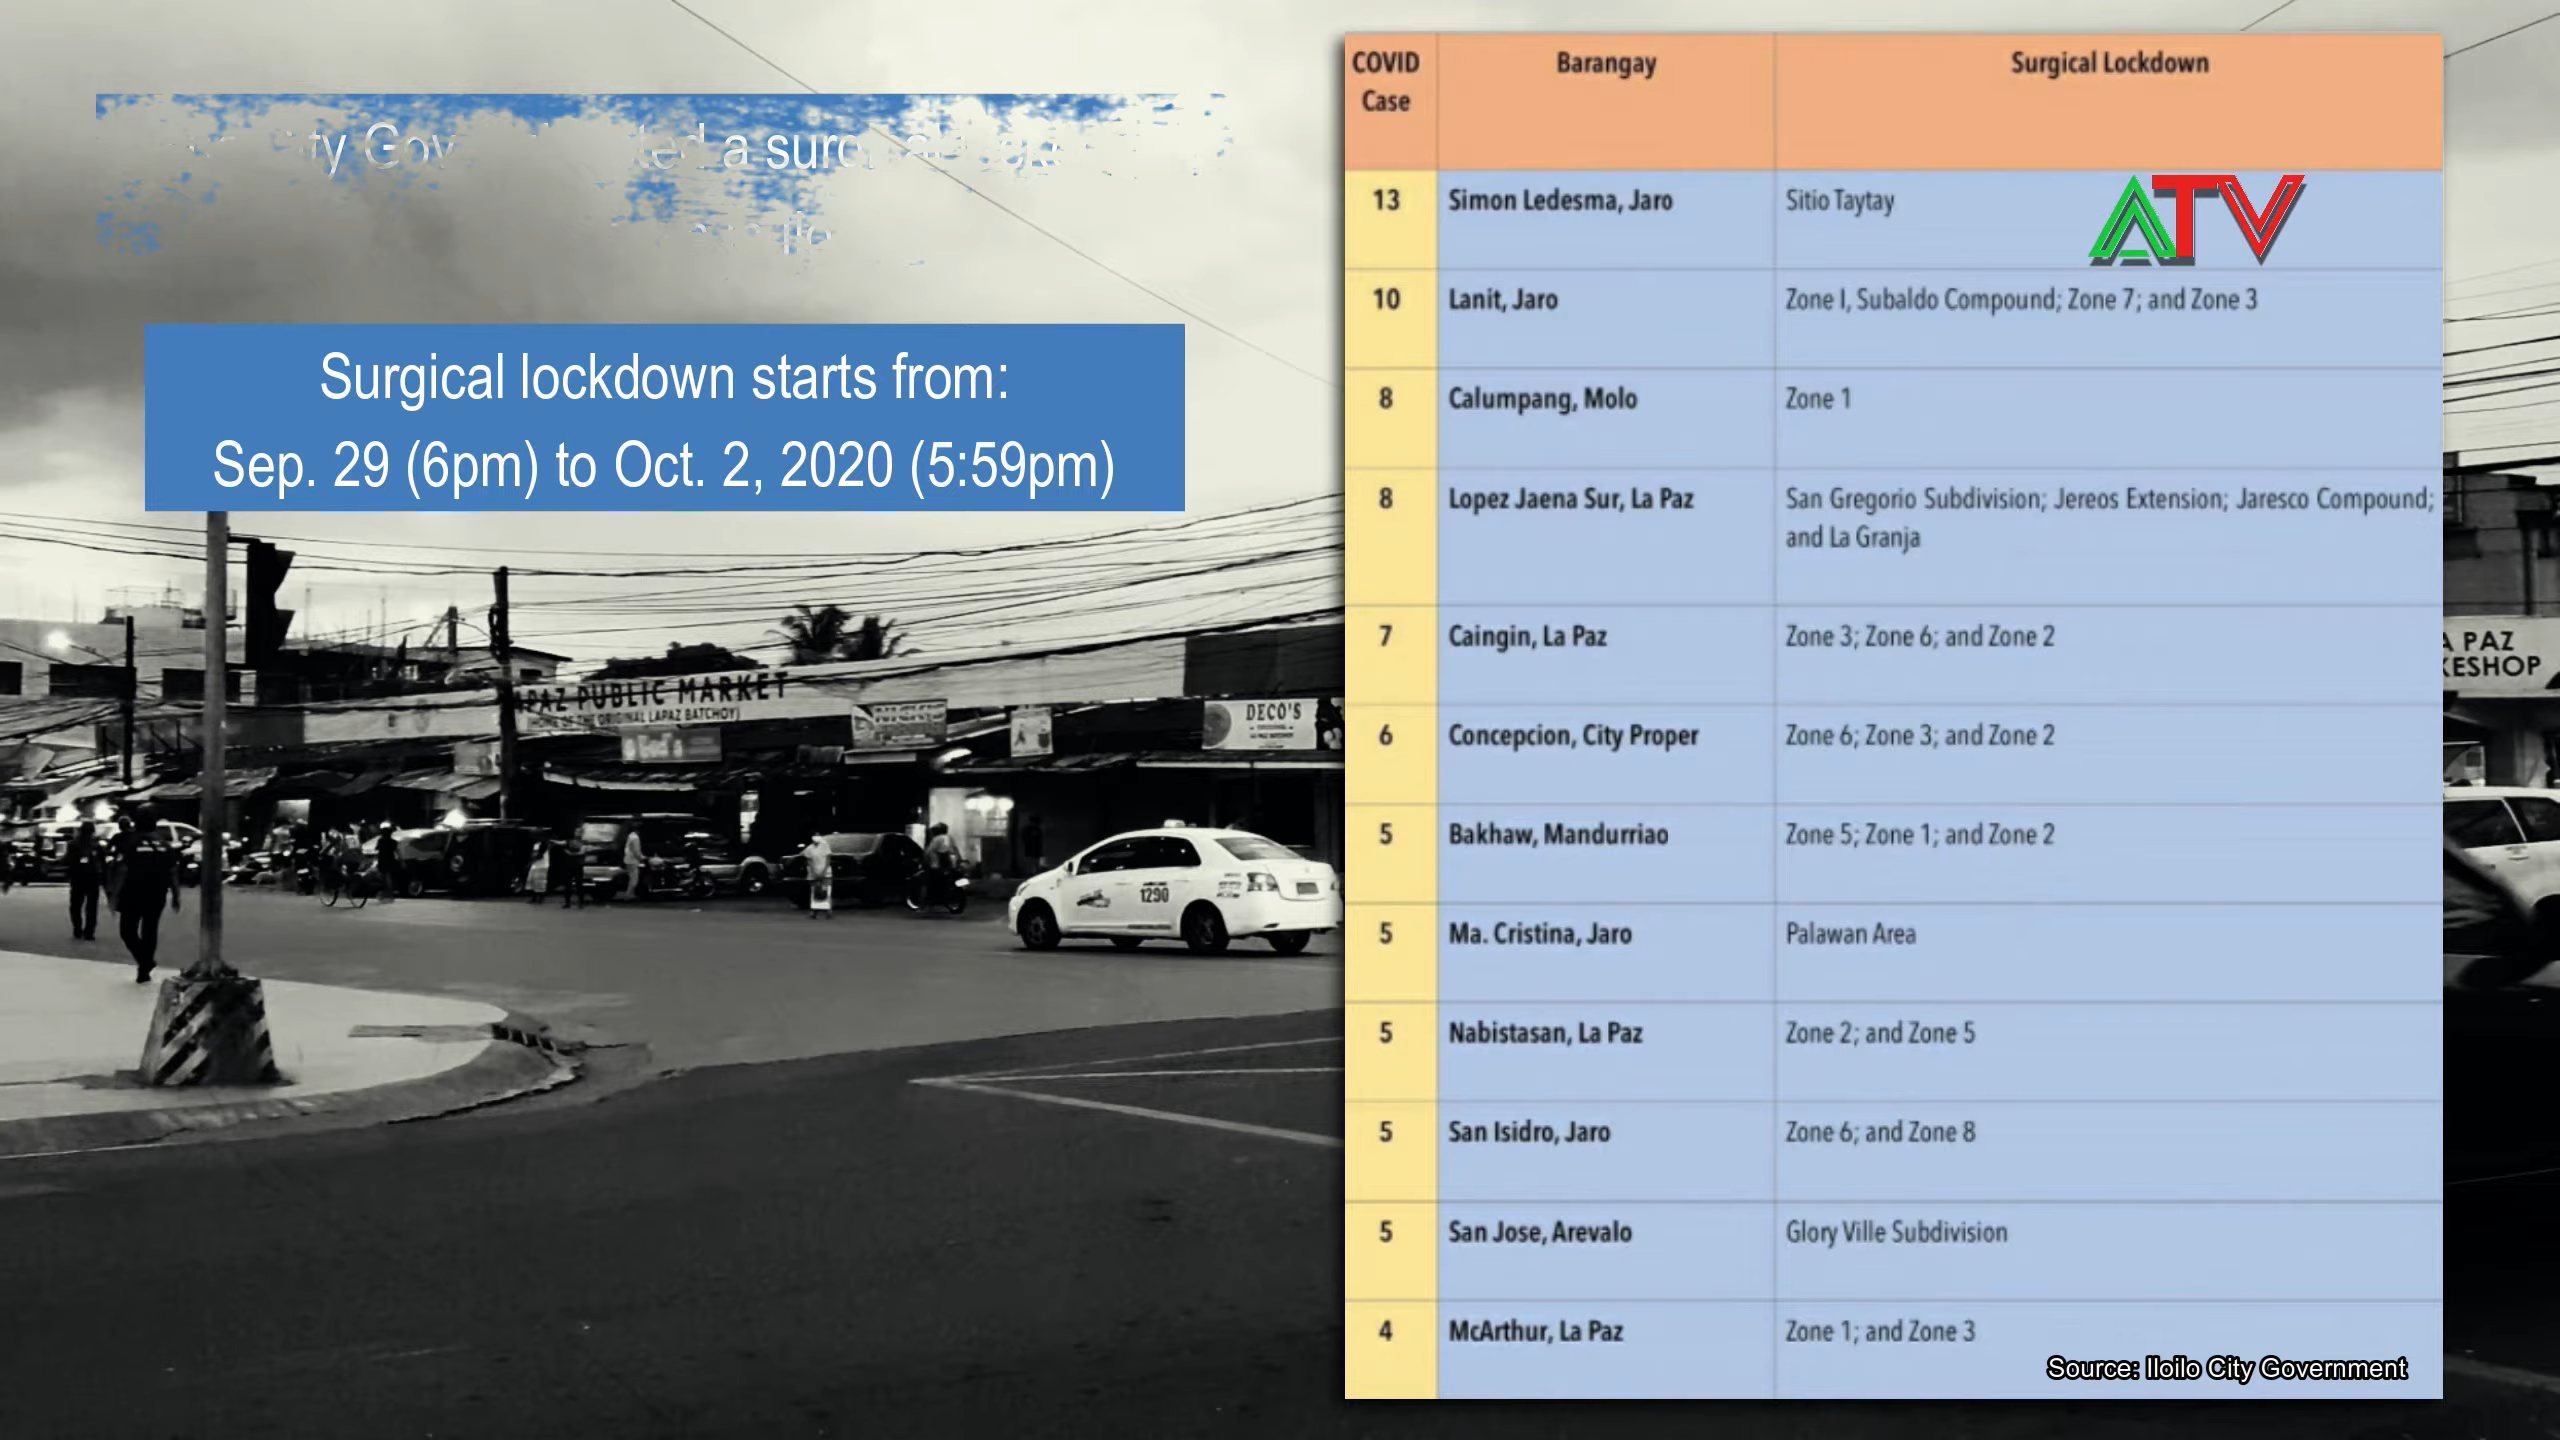 a
Surgical lockdown starts from:
Sep. 29 (6pm) to Oct. 2, 2020 (5:59pm)
COVID Case Barangay Surgical Lockdown
13 Simon Ledesma, Jaro Sitio Taytay
ATV
10 Lanit, Jaro Zone I, Subaldo Compound; Zone 7; and Zone 3
8 Calumpang, Molo Zone 1
8 Lopez Jaena Sur, La Paz San Gregorio Subdivision; Jereos Extension; Jaresco Compound;
and La Granja
7 Caingin, La Paz Zone 3; Zone 6; and Zone 2
6 Concepcion, City Proper Zone 6; Zone 3; and Zone 2
5 Bakhaw, Mandurriao Zone 5; Zone 1; and Zone 2
5 Ma. Cristina, Jaro Palawan Area
5 Nabistasan, La Paz Zone 2; and Zone 5
5 San Isidro, Jaro Zone 6; and Zone 8
5 San Jose, Arevalo Glory Ville Subdivision
4 McArthur, La Paz Zone 1; and Zone 3
Source: Iloilo City Government
PUBLIC MARKET
(HOME OF THE ORIGINAL LAPAZ BATCHOY)
DECO'S
1290
PAZ